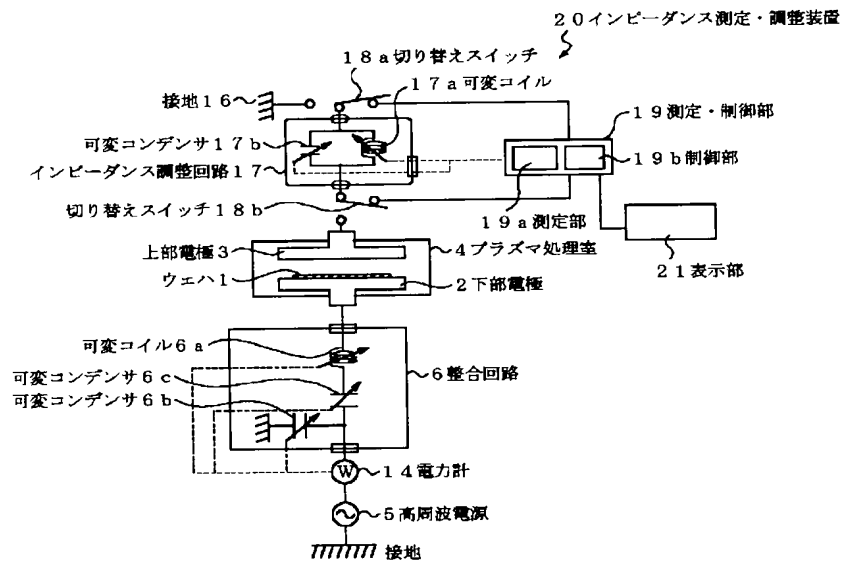 20インピーダンス測定・調整装置
18a切り替えスイッチ
17a可変コイル
接地16
19測定・制御部
可変コンデンサ17b
19b制御部
インピーダンス調整回路17
切り替えスイッチ18b
19a測定部
上部電極3
4プラズマ処理室
21表示部
ウェハ1
2下部電極
可変コイル6a
可変コンデンサ6c
6整合回路
可変コンデンサ6b
W
14電力計
5高周波電源
接地